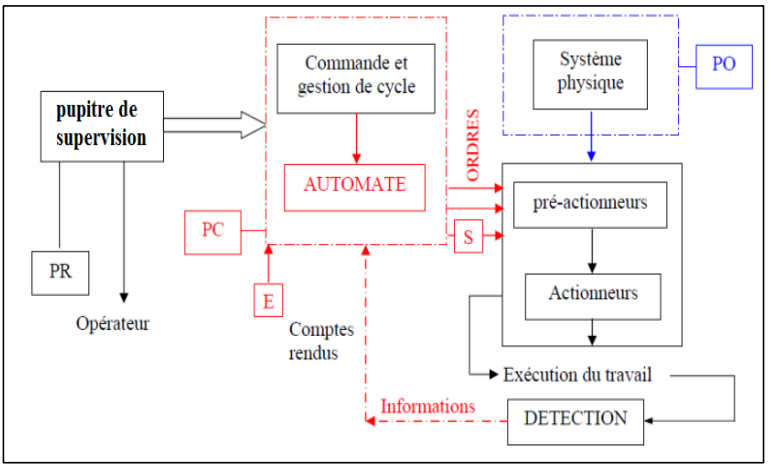 pupitre de
supervision
PR
Opérateur
Commande et
gestion de cycle
AUTOMATE
PC
E
ORDRES
S
Système
physique
PO
pré-actionneurs
Actionneurs
Comptes
rendus
Exécution du travail
Informations
DETECTION